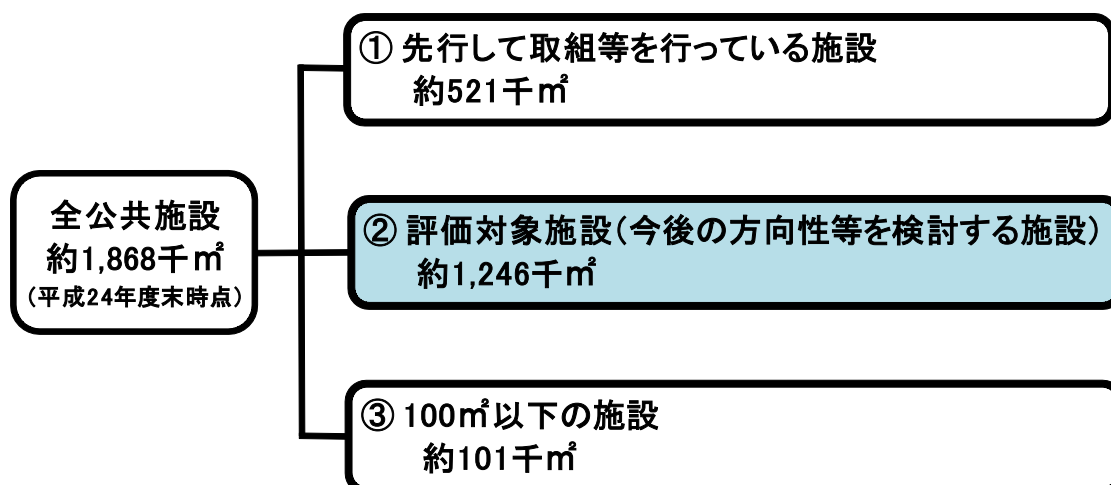 ① 先行して取組等を行っている施設
約521千㎡
全公共施設
約1,868千㎡
(平成24年度末時点)
② 評価対象施設(今後の方向性等を検討する施設)
約1,246千㎡
③ 100㎡以下の施設
約101千㎡